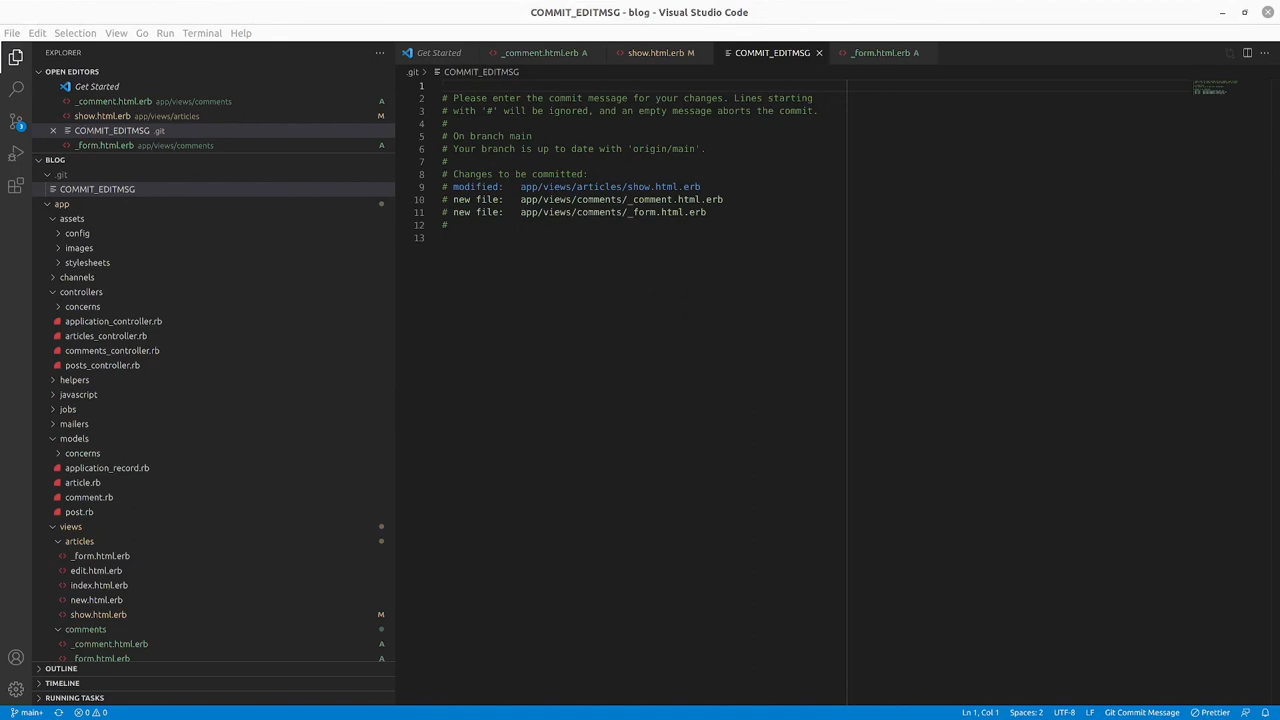 COMMIT_EDITMSG - blog - Visual Studio Code
File Edit Selection View Go Run Terminal Help
EXPLORER
OPEN EDITORS
Get Started
_comment.html.erb app/views/comments A
show.html.erb app/views/articles M
COMMIT_EDITMSG .git
_form.html.erb app/views/comments A
BLOG
.git
COMMIT_EDITMSG
app
assets
config
images
stylesheets
channels
controllers
concerns
application_controller.rb
articles_controller.rb
comments_controller.rb
posts_controller.rb
helpers
javascript
jobs
mailers
models
concerns
application_record.rb
article.rb
comment.rb
post.rb
views
articles
_form.html.erb
edit.html.erb
index.html.erb
new.html.erb
show.html.erb M
comments
_comment.html.erb A
_form.html.erb A
OUTLINE
TIMELINE
RUNNING TASKS
3
Get Started _comment.html.erb A show.html.erb M COMMIT_EDITMSG _form.html.erb A
.git COMMIT_EDITMSG
1
2 # Please enter the commit message for your changes. Lines starting
3 # with '#' will be ignored, and an empty message aborts the commit.
4 #
5 # On branch main
6 # Your branch is up to date with 'origin/main'.
7 #
8 # Changes to be committed:
9 # modified: app/views/articles/show.html.erb
10 # new file: app/views/comments/_comment.html.erb
11 # new file: app/views/comments/_form.html.erb
12 #
13
main+ 0 0 Ln 1, Col 1 Spaces: 2 UTF-8 LF Git Commit Message Prettier